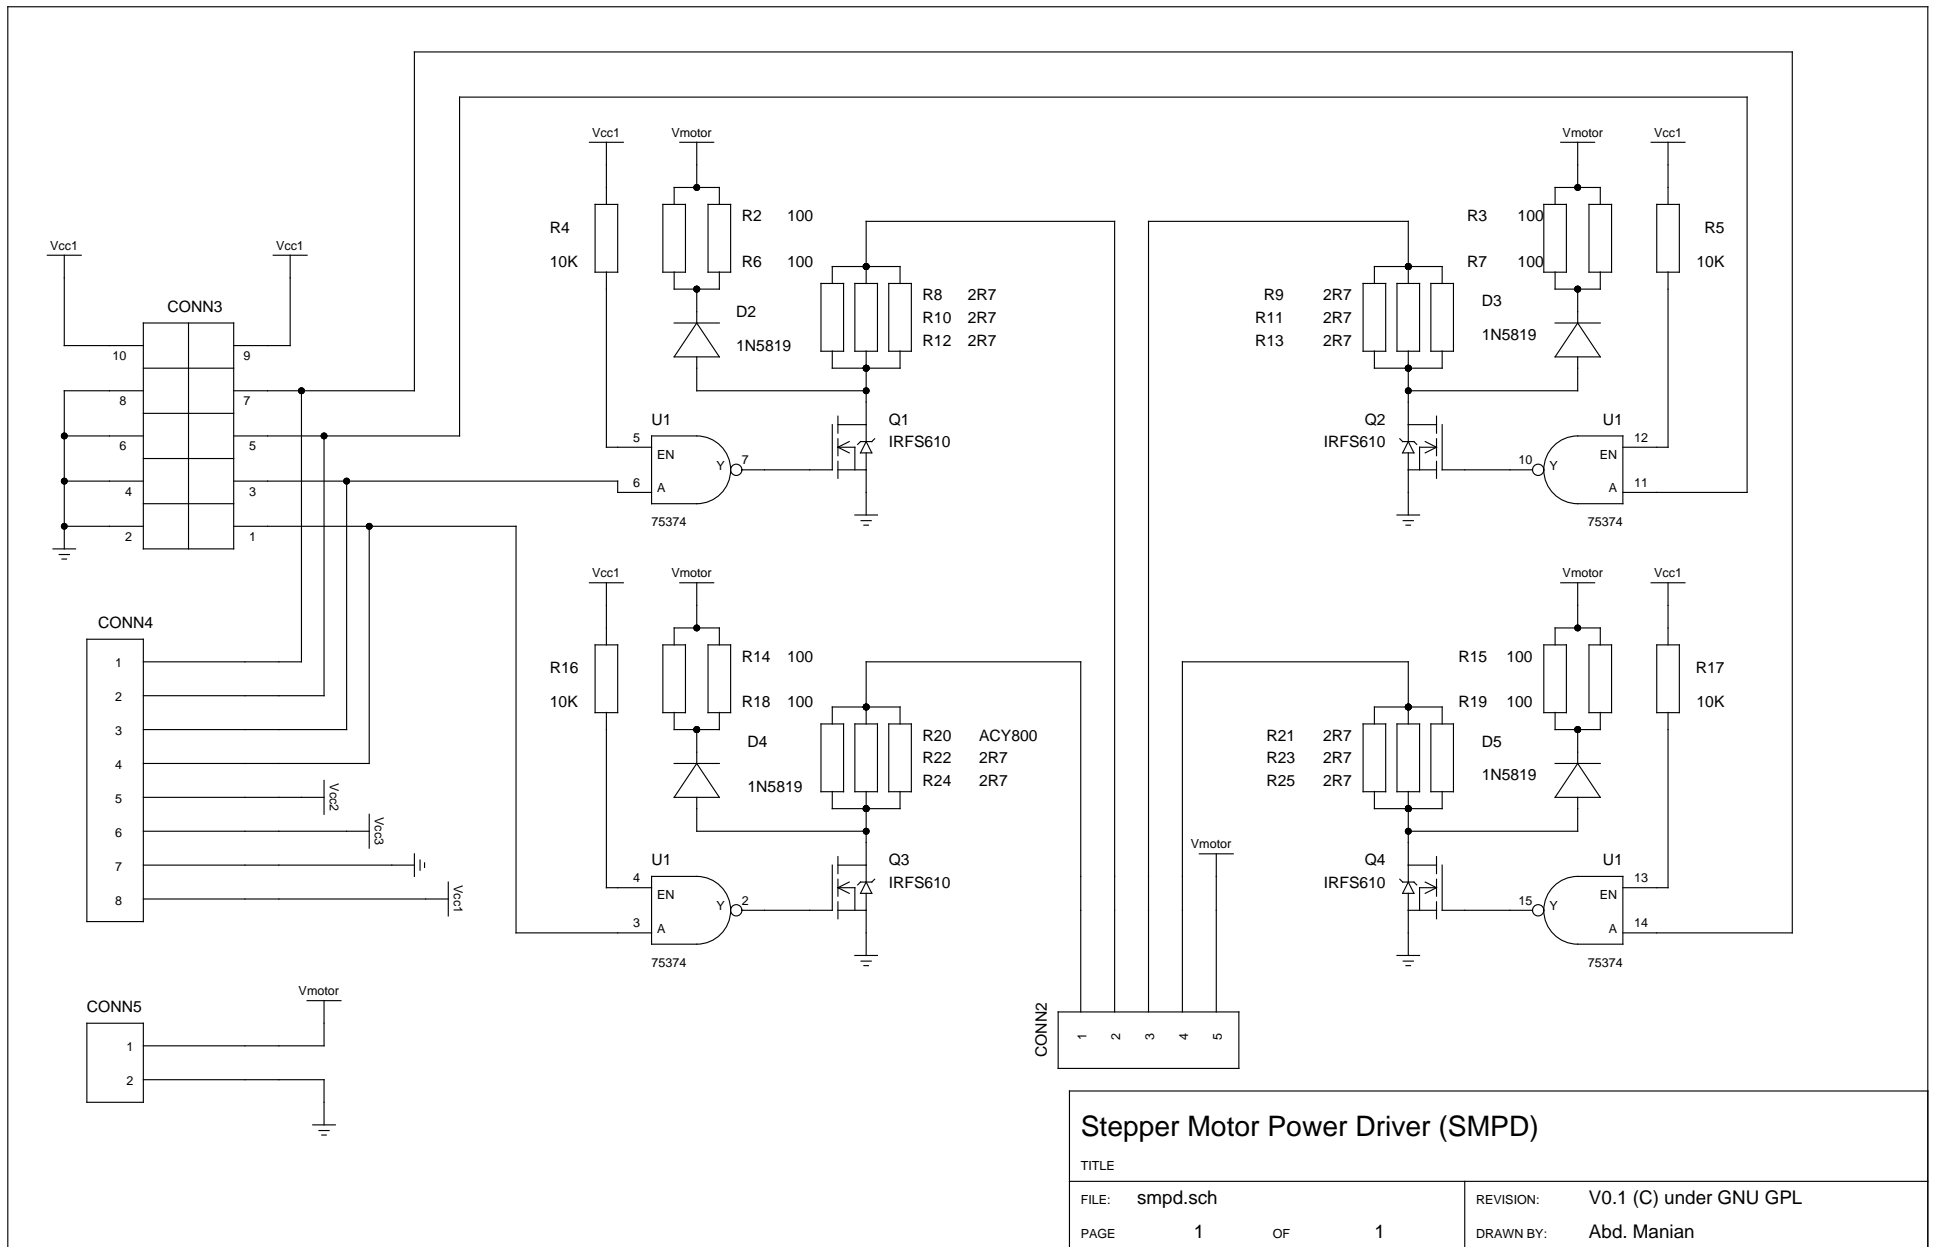 Vcc1
Vmotor
Vmotor
Vcc1
R4
10K
R2 100
R6 100
R3 100
R7 100
R5
10K
Vcc1
Vcc1
CONN3
10
9
8
7
6
5
4
3
2
1
D2
1N5819
R8 2R7
R10 2R7
R12 2R7
R9 2R7
R11 2R7
R13 2R7
D3
1N5819
U1
5
EN
6
A
Y
7
75374
Q1
IRFS610
Q2
IRFS610
U1
12
EN
10
Y
A
11
75374
Vcc1
Vmotor
Vmotor
Vcc1
CONN4
1
2
3
4
5
Vcc2
6
Vcc3
7
8
Vcc1
R16
10K
R14 100
R18 100
D4
1N5819
R20 ACY800
R22 2R7
R24 2R7
R21 2R7
R23 2R7
R25 2R7
R15 100
R19 100
D5
1N5819
R17
10K
U1
4
EN
3
A
Y
2
75374
Q3
IRFS610
Vmotor
Q4
IRFS610
U1
13
EN
15
Y
A
14
75374
CONN5
Vmotor
1
2
CONN2
1
2
3
4
5
Stepper Motor Power Driver (SMPD)
TITLE
FILE: smpd.sch
REVISION: V0.1 (C) under GNU GPL
PAGE 1 OF 1
DRAWN BY: Abd. Manian